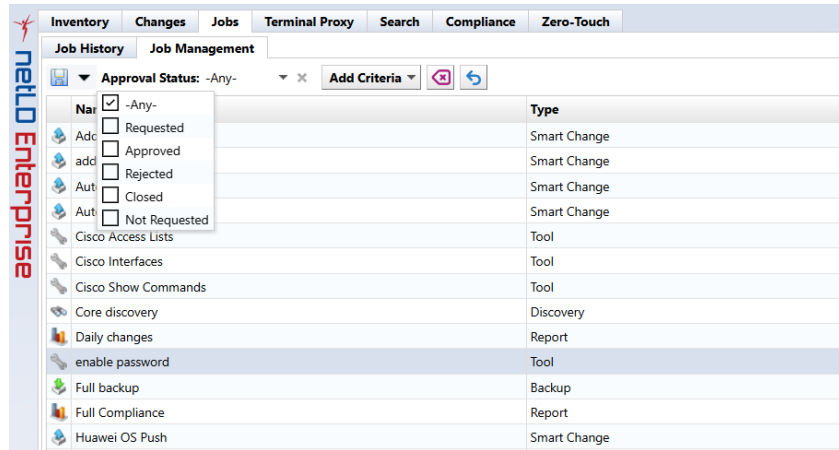 Inventory Changes Jobs Terminal Proxy Search Compliance Zero-Touch
Job History Job Management
Approval Status: -Any- Add Criteria
Type
-Any-
Requested
Approved
Rejected
Closed
Not Requested
Smart Change
Smart Change
Smart Change
Smart Change
Cisco Access Lists Tool
Cisco Interfaces Tool
Cisco Show Commands Tool
Core discovery Discovery
Daily changes Report
enable password Tool
Full backup Backup
Full Compliance Report
Huawei OS Push Smart Change
netLD Enterprise